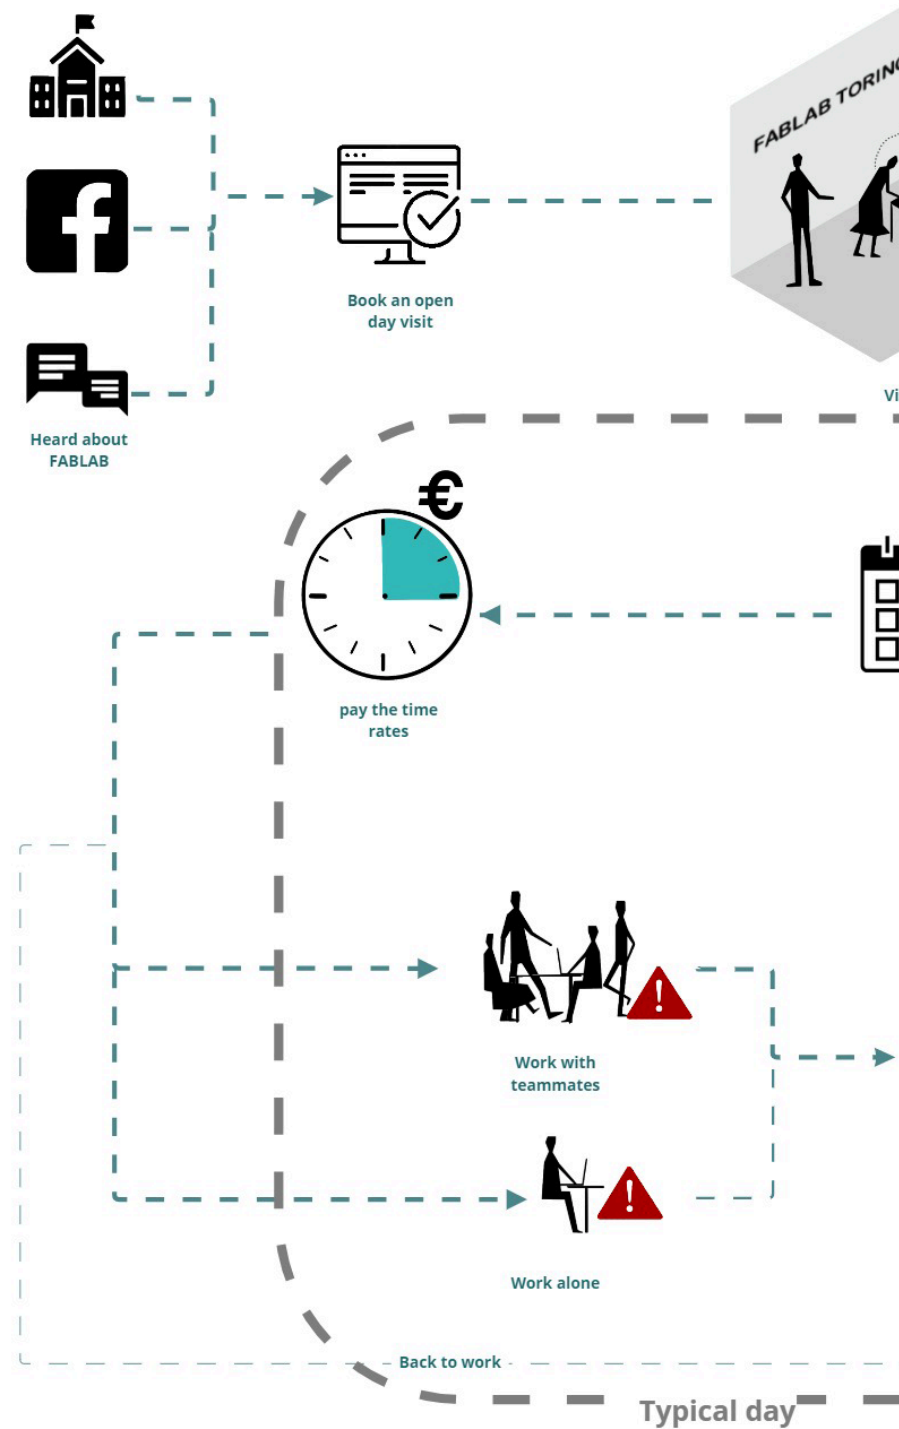 FABLAB TORINO
Book an open
day visit
Heard about
FABLAB
€
pay the time
rates
Work with
teammates
Work alone
Back to work
Typical day